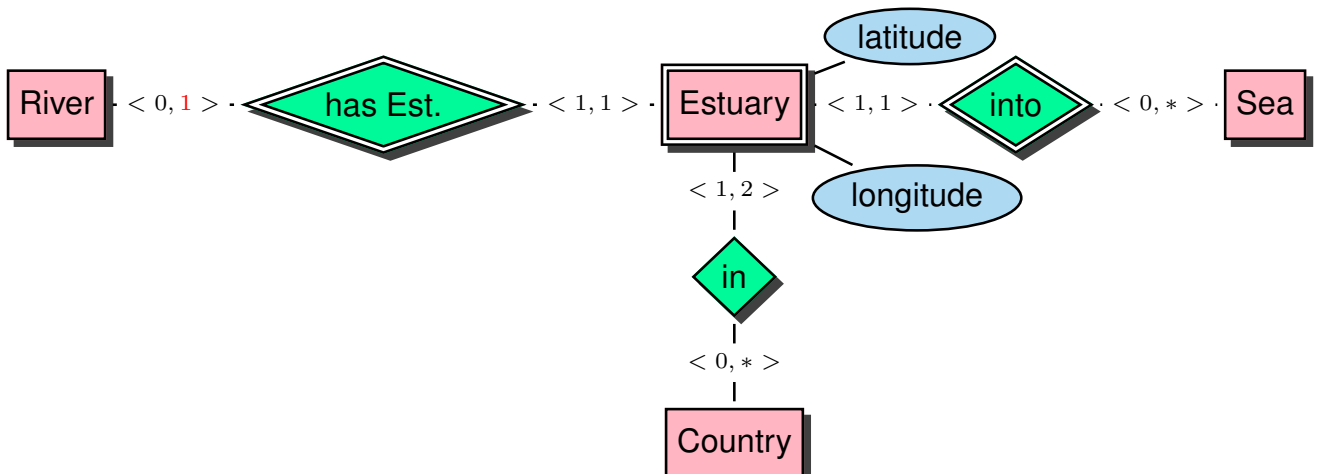 latitude
River < 0, 1 > has Est. < 1, 1 > Estuary < 1, 1 > into < 0, * > Sea
< 1, 2 > longitude
in
< 0, * >
Country